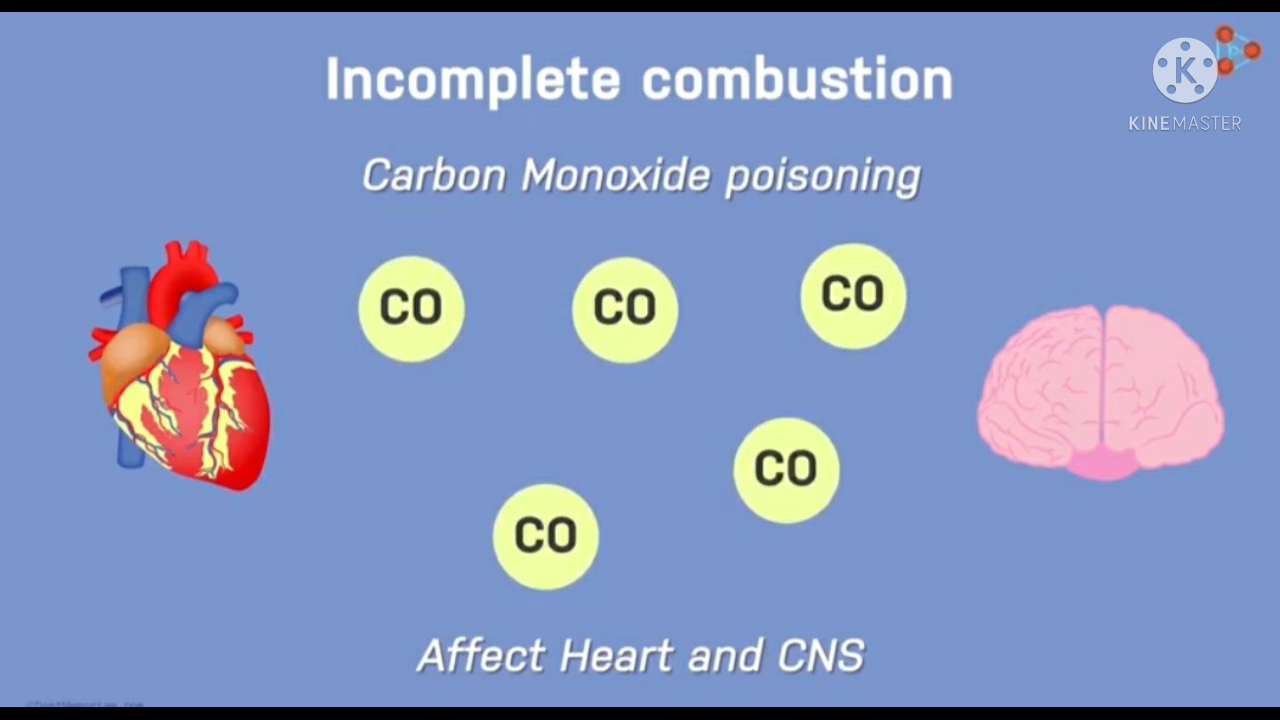 Incomplete combustion
KINEMASTER
Carbon Monoxide poisoning
CO
CO
CO
CO
CO
Affect Heart and CNS